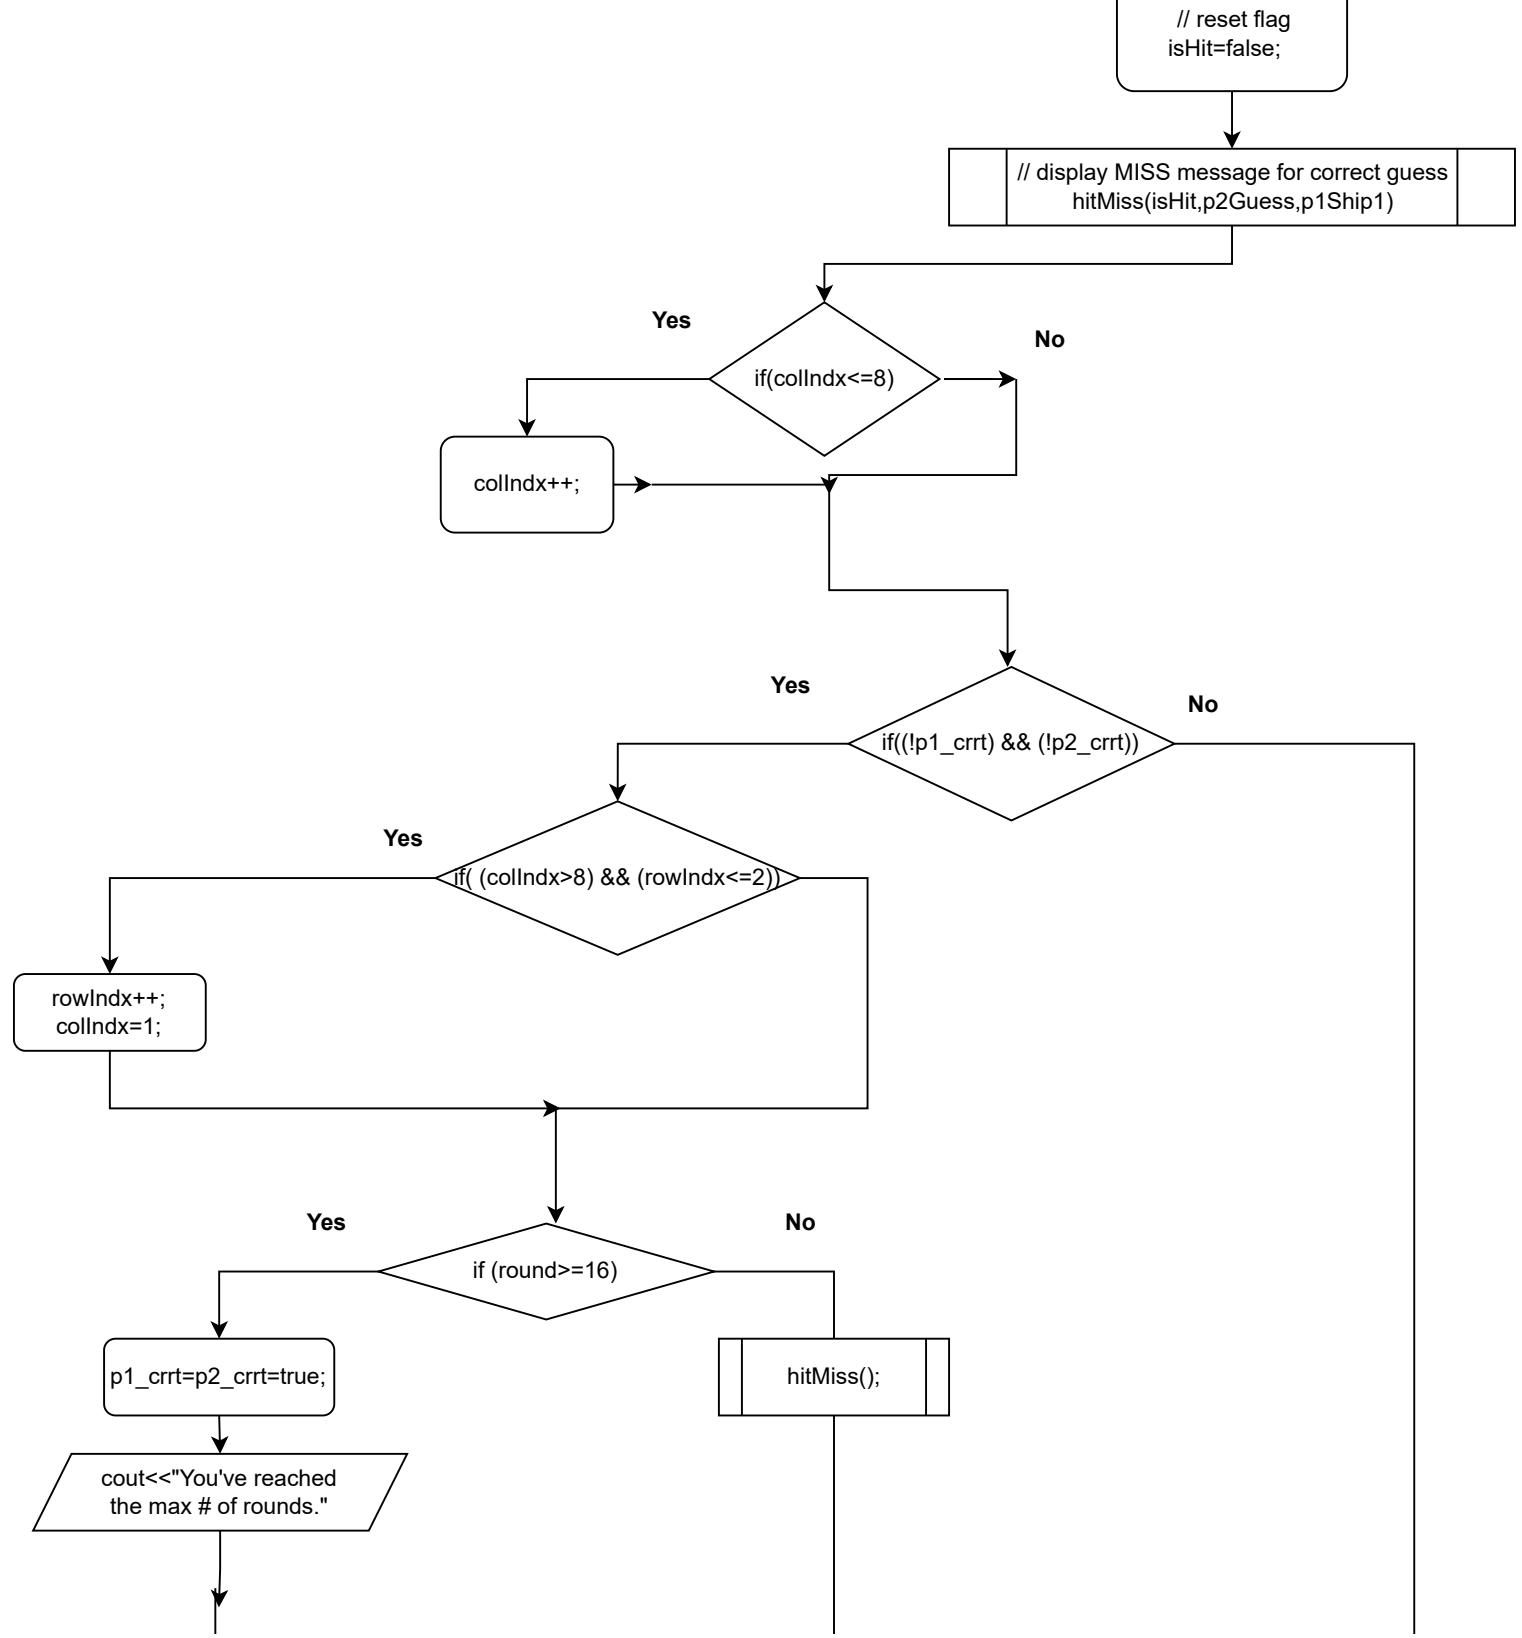 // reset flag
isHit=false;
// display MISS message for correct guess
hitMiss(isHit,p2Guess,p1Ship1)
Yes
No
if(colIndx<=8)
colIndx++;
Yes
No
if((!p1_crrt) && (!p2_crrt))
Yes
if( (colIndx>8) && (rowIndx<=2))
rowIndx++;
colIndx=1;
Yes
No
if (round>=16)
p1_crrt=p2_crrt=true;
hitMiss();
cout<<"You've reached
the max # of rounds."